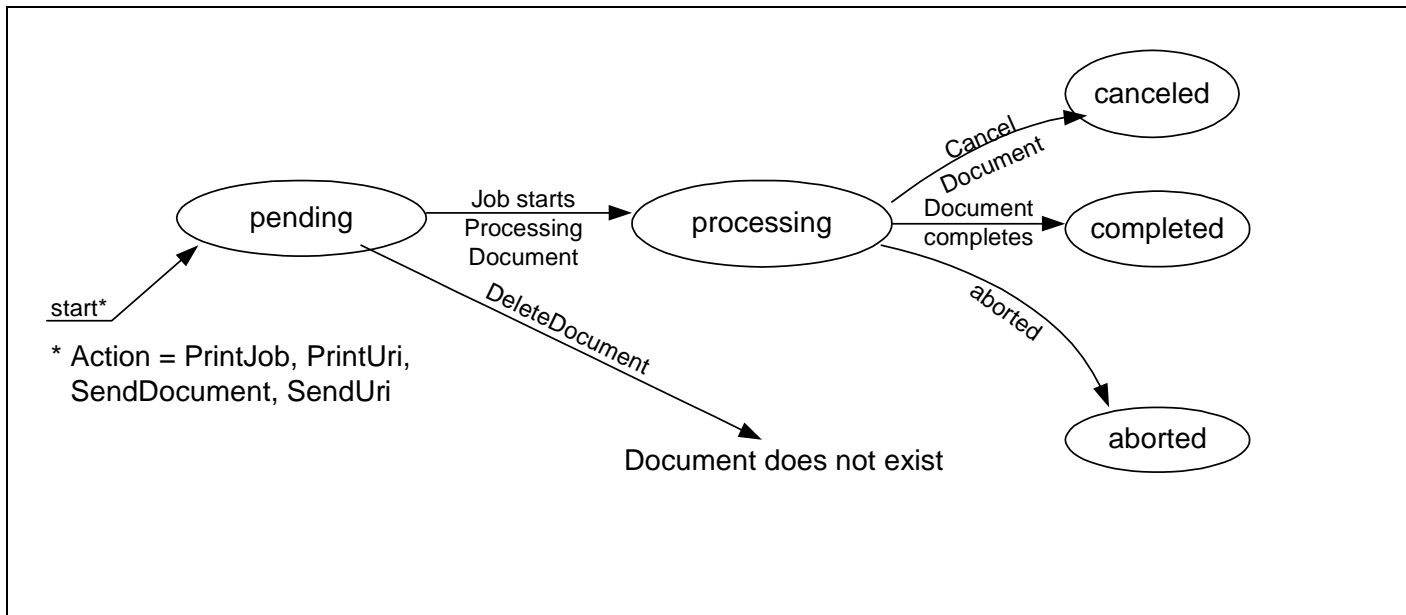 canceled
Cancel
Document
pending
Job starts
Processing
Document
processing
Document
completes
completed
start*
DeleteDocument
aborted
* Action = PrintJob, PrintUri,
SendDocument, SendUri
Document does not exist
aborted